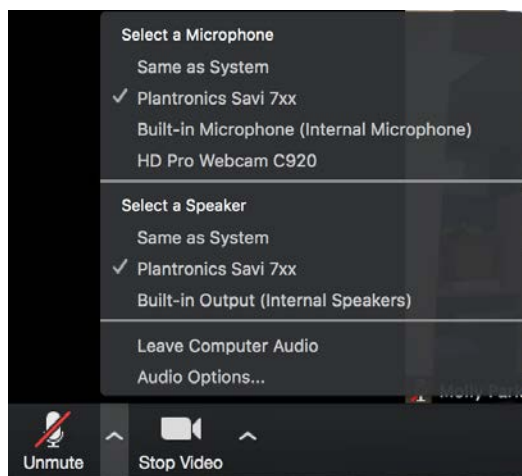 Select a Microphone
Same as System
✓ Plantronics Savi 7xx
Built-in Microphone (Internal Microphone)
HD Pro Webcam C920
Select a Speaker
Same as System
✓ Plantronics Savi 7xx
Built-in Output (Internal Speakers)
Leave Computer Audio
Audio Options...
Molly Park
Unmute
Stop Video